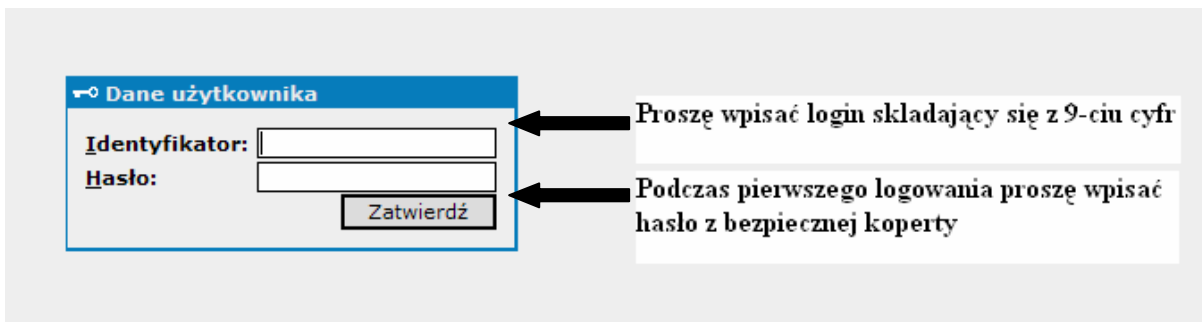 Dane użytkownika
Proszę wpisać login skladający się z 9-ciu cyfr
Identyfikator:
Hasło:
Podczas pierwszego logowania proszę wpisać
hasło z bezpiecznej koperty
Zatwierdź